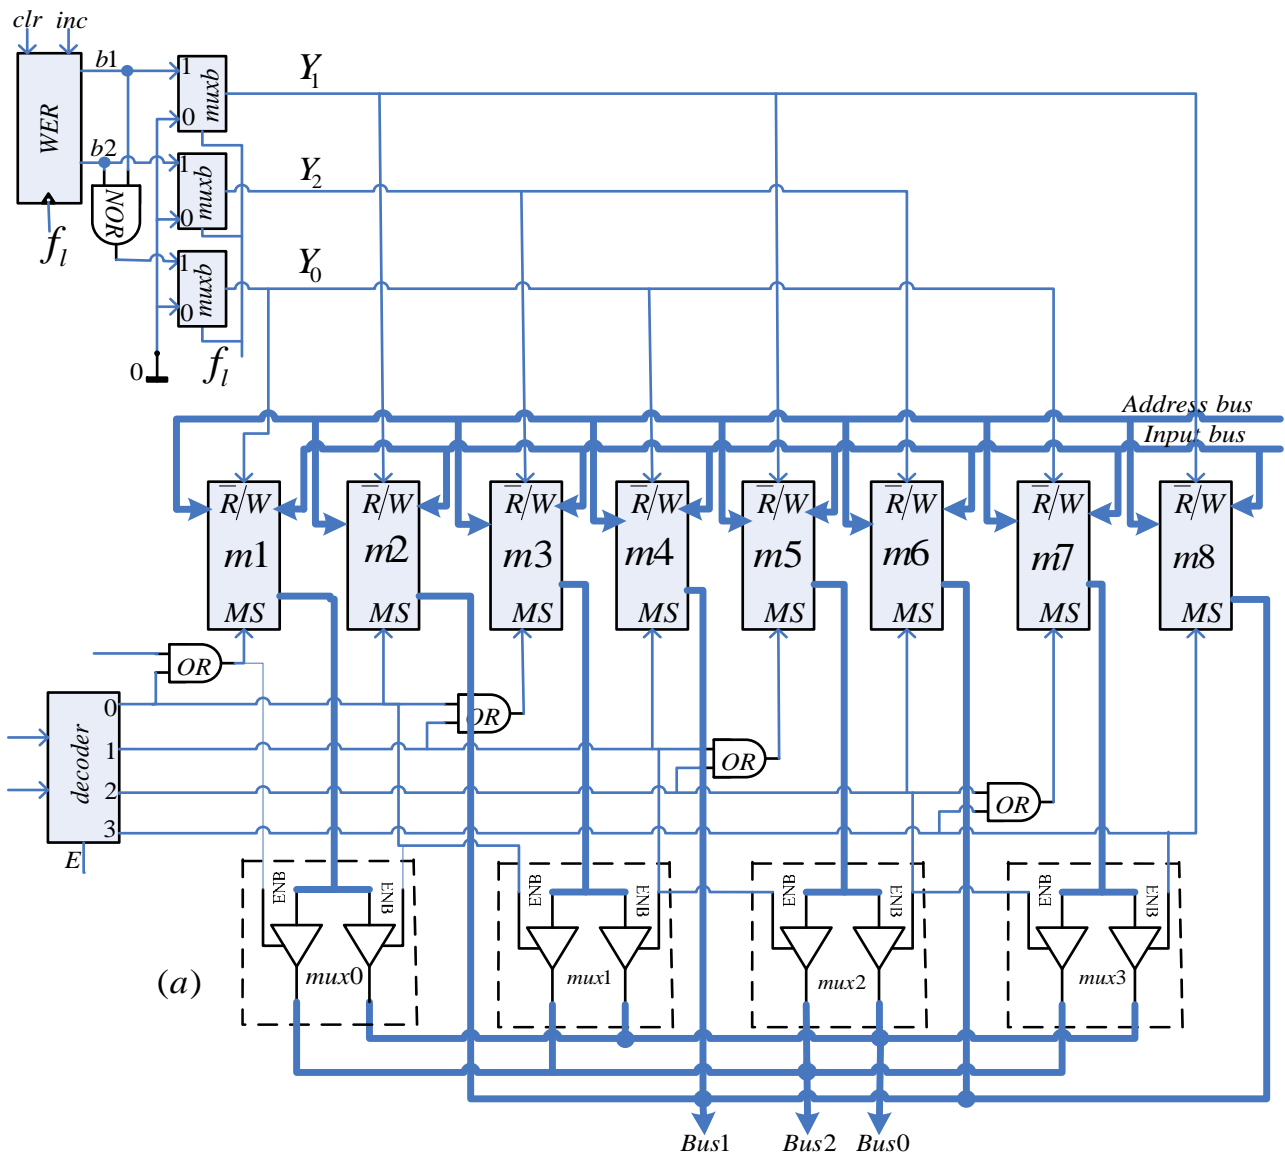 clr inc
b1
WER
b2
NOR
f_l
1
0
muxb
1
0
muxb
1
0
muxb
0
f_l
Y_1
Y_2
Y_0
Address bus
Input bus
R̅/W m1 MS
R̅/W m2 MS
R̅/W m3 MS
R̅/W m4 MS
R̅/W m5 MS
R̅/W m6 MS
R̅/W m7 MS
R̅/W m8 MS
OR
OR
OR
OR
decoder
0
1
2
3
E
ENB ENB
ENB ENB
ENB ENB
ENB ENB
(a)
mux0
mux1
mux2
mux3
Bus1 Bus2 Bus0